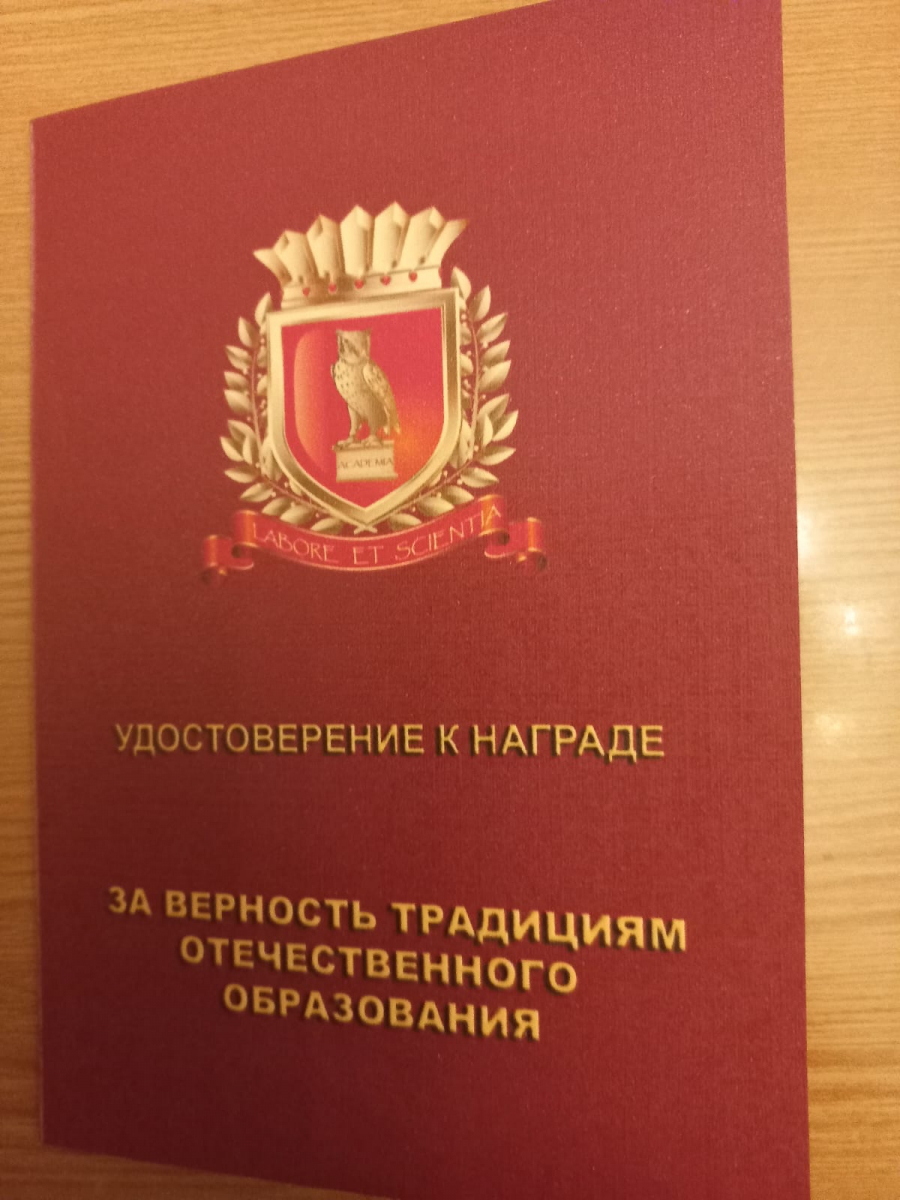 ACADEMIA
LABORE ET SCIENTIA
УДОСТОВЕРЕНИЕ К НАГРАДЕ
ЗА ВЕРНОСТЬ ТРАДИЦИЯМ
ОТЕЧЕСТВЕННОГО
ОБРАЗОВАНИЯ